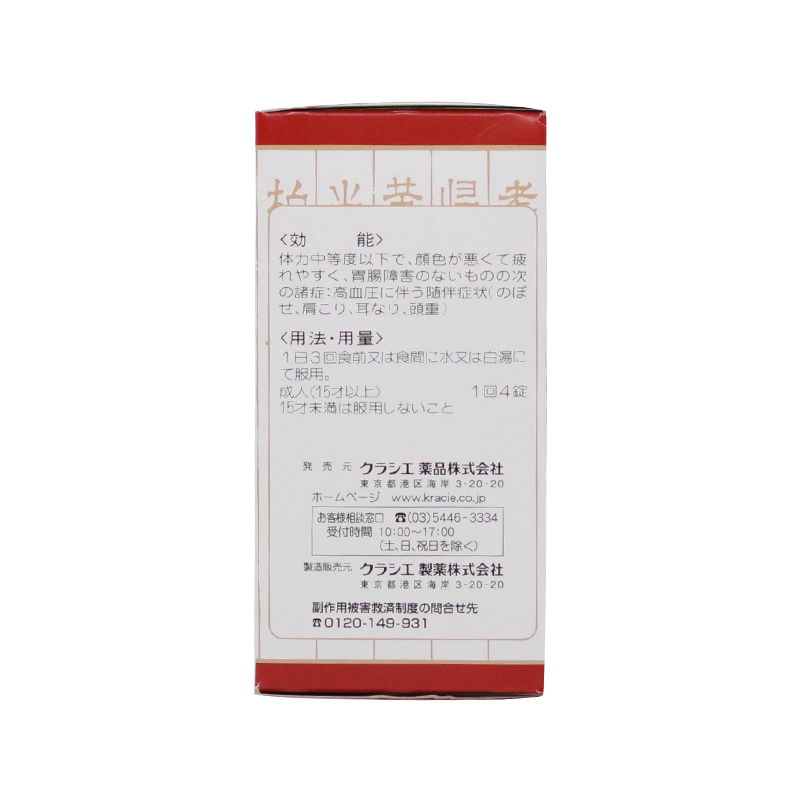 〈効　能〉
体力中等度以下で、顔色が悪くて疲
れやすく、胃腸障害のないものの次
の諸症：高血圧に伴う随伴症状（のぼ
せ、肩こり、耳なり、頭重）
〈用法・用量〉
1日3回食前又は食間に水又は白湯に
て服用。
成人（15才以上）　1回4錠
15才未満は服用しないこと
発売元　クラシエ薬品株式会社
東京都港区海岸3-20-20
ホームページ　www.kracie.co.jp
お客様相談窓口　☎(03)5446-3334
受付時間　10:00〜17:00
（土、日、祝日を除く）
製造販売元　クラシエ製薬株式会社
東京都港区海岸3-20-20
副作用被害救済制度の問合せ先
☎0120-149-931